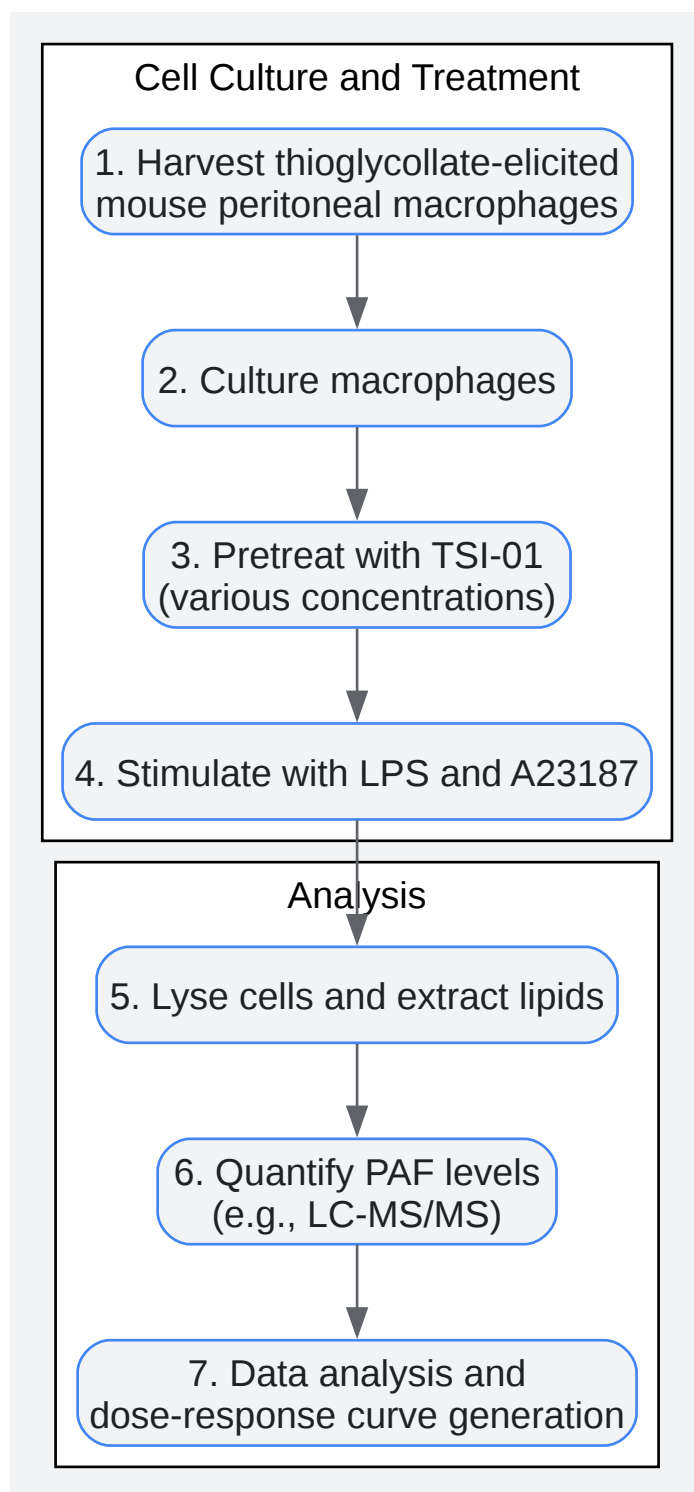 Cell Culture and Treatment
1. Harvest thioglycollate-elicited
mouse peritoneal macrophages
2. Culture macrophages
3. Pretreat with TSI-01
(various concentrations)
4. Stimulate with LPS and A23187
Analysis
5. Lyse cells and extract lipids
6. Quantify PAF levels
(e.g., LC-MS/MS)
7. Data analysis and
dose-response curve generation